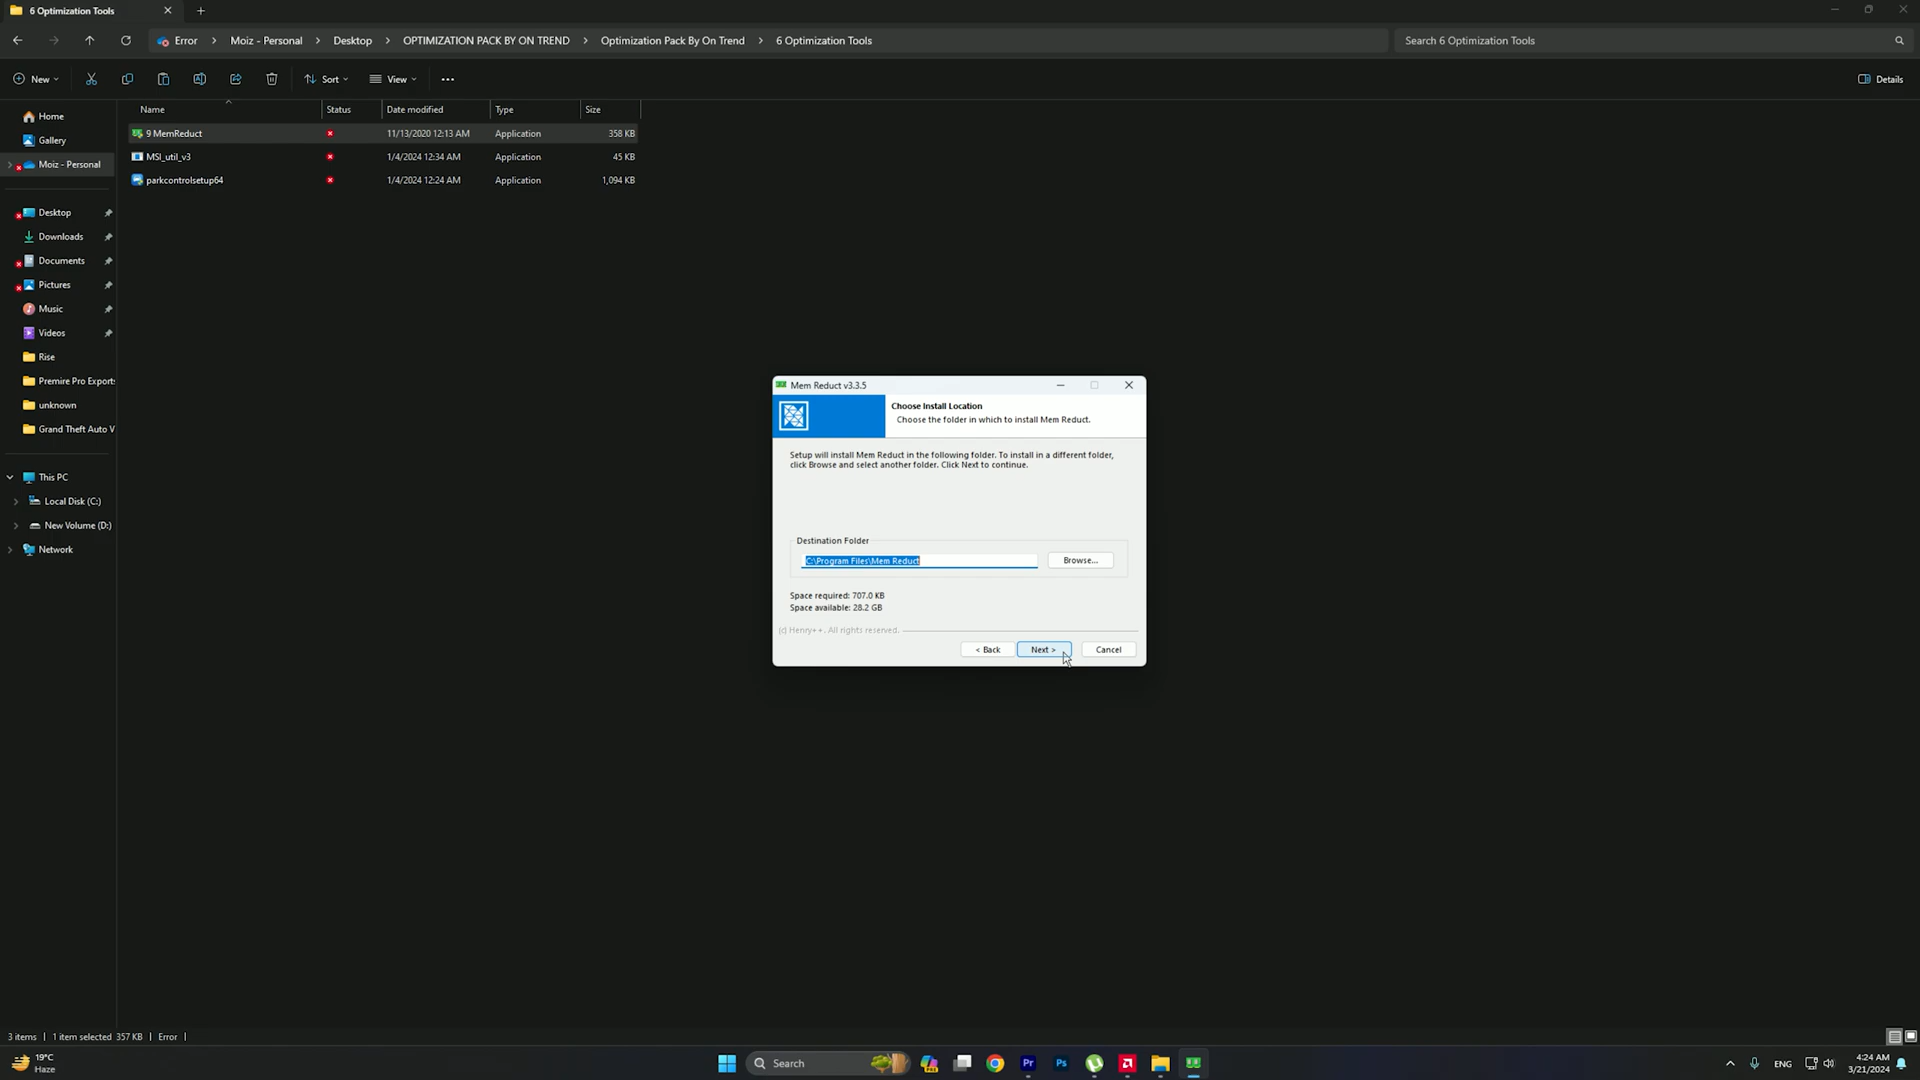 6 Optimization Tools
Error > Moiz - Personal > Desktop > OPTIMIZATION PACK BY ON TREND > Optimization Pack By On Trend > 6 Optimization Tools
Search 6 Optimization Tools
New
Sort
View
Details
Name Status Date modified Type Size
9 MemReduct 11/13/2020 12:13 AM Application 358 KB
MSI_util_v3 1/4/2024 12:34 AM Application 45 KB
parkcontrolsetup64 1/4/2024 12:24 AM Application 1,094 KB
Home
Gallery
Moiz - Personal
Desktop
Downloads
Documents
Pictures
Music
Videos
Rise
Premire Pro Exports
unknown
Grand Theft Auto V
This PC
Local Disk (C:)
New Volume (D:)
Network
Mem Reduct v3.3.5
Choose Install Location
Choose the folder in which to install Mem Reduct.
Setup will install Mem Reduct in the following folder. To install in a different folder,
click Browse and select another folder. Click Next to continue.
Destination Folder
C:\Program Files\Mem Reduct
Browse...
Space required: 707.0 KB
Space available: 28.2 GB
(c) Henry++. All rights reserved.
< Back
Next >
Cancel
3 items
1 item selected 357 KB
Error
19°C
Haze
Search
PRE
Pr
Ps
ENG
4:24 AM
3/21/2024